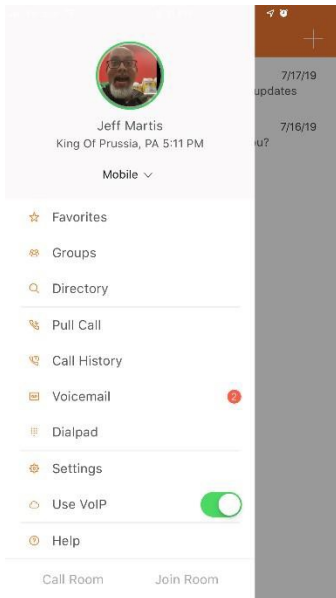 7/17/19
updates
Jeff Martis
7/16/19
King Of Prussia, PA 5:11 PM
ou?
Mobile
Favorites
Groups
Directory
Pull Call
Call History
Voicemail 2
Dialpad
Settings
Use VoIP
Help
Call Room Join Room